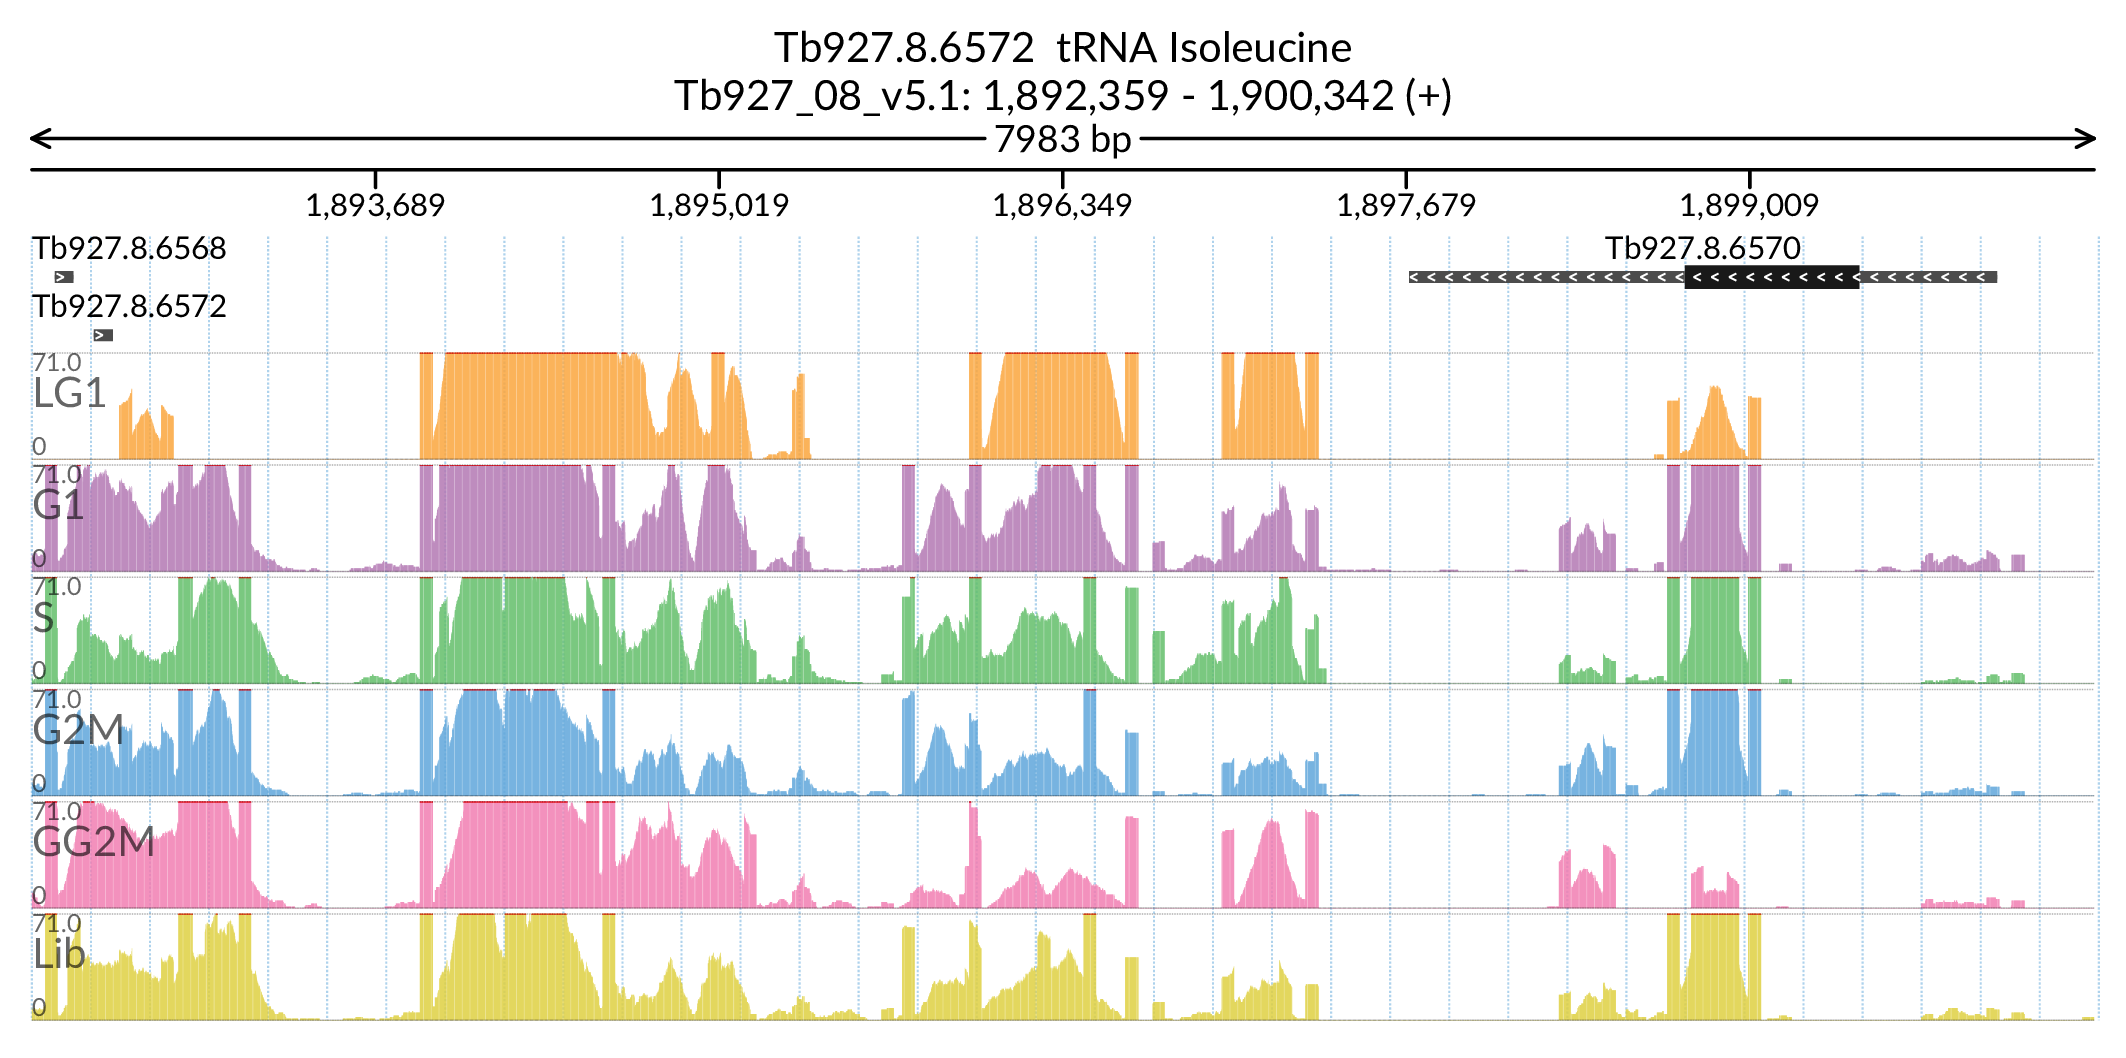 Tb927.8.6572  tRNA Isoleucine
Tb927_08_v5.1: 1,892,359 - 1,900,342 (+)
7983 bp
1,893,689 1,895,019 1,896,349 1,897,679 1,899,009
Tb927.8.6568 Tb927.8.6570
Tb927.8.6572
71.0
LG1
0
71.0
G1
0
71.0
S
0
71.0
G2M
0
71.0
GG2M
0
71.0
Lib
0